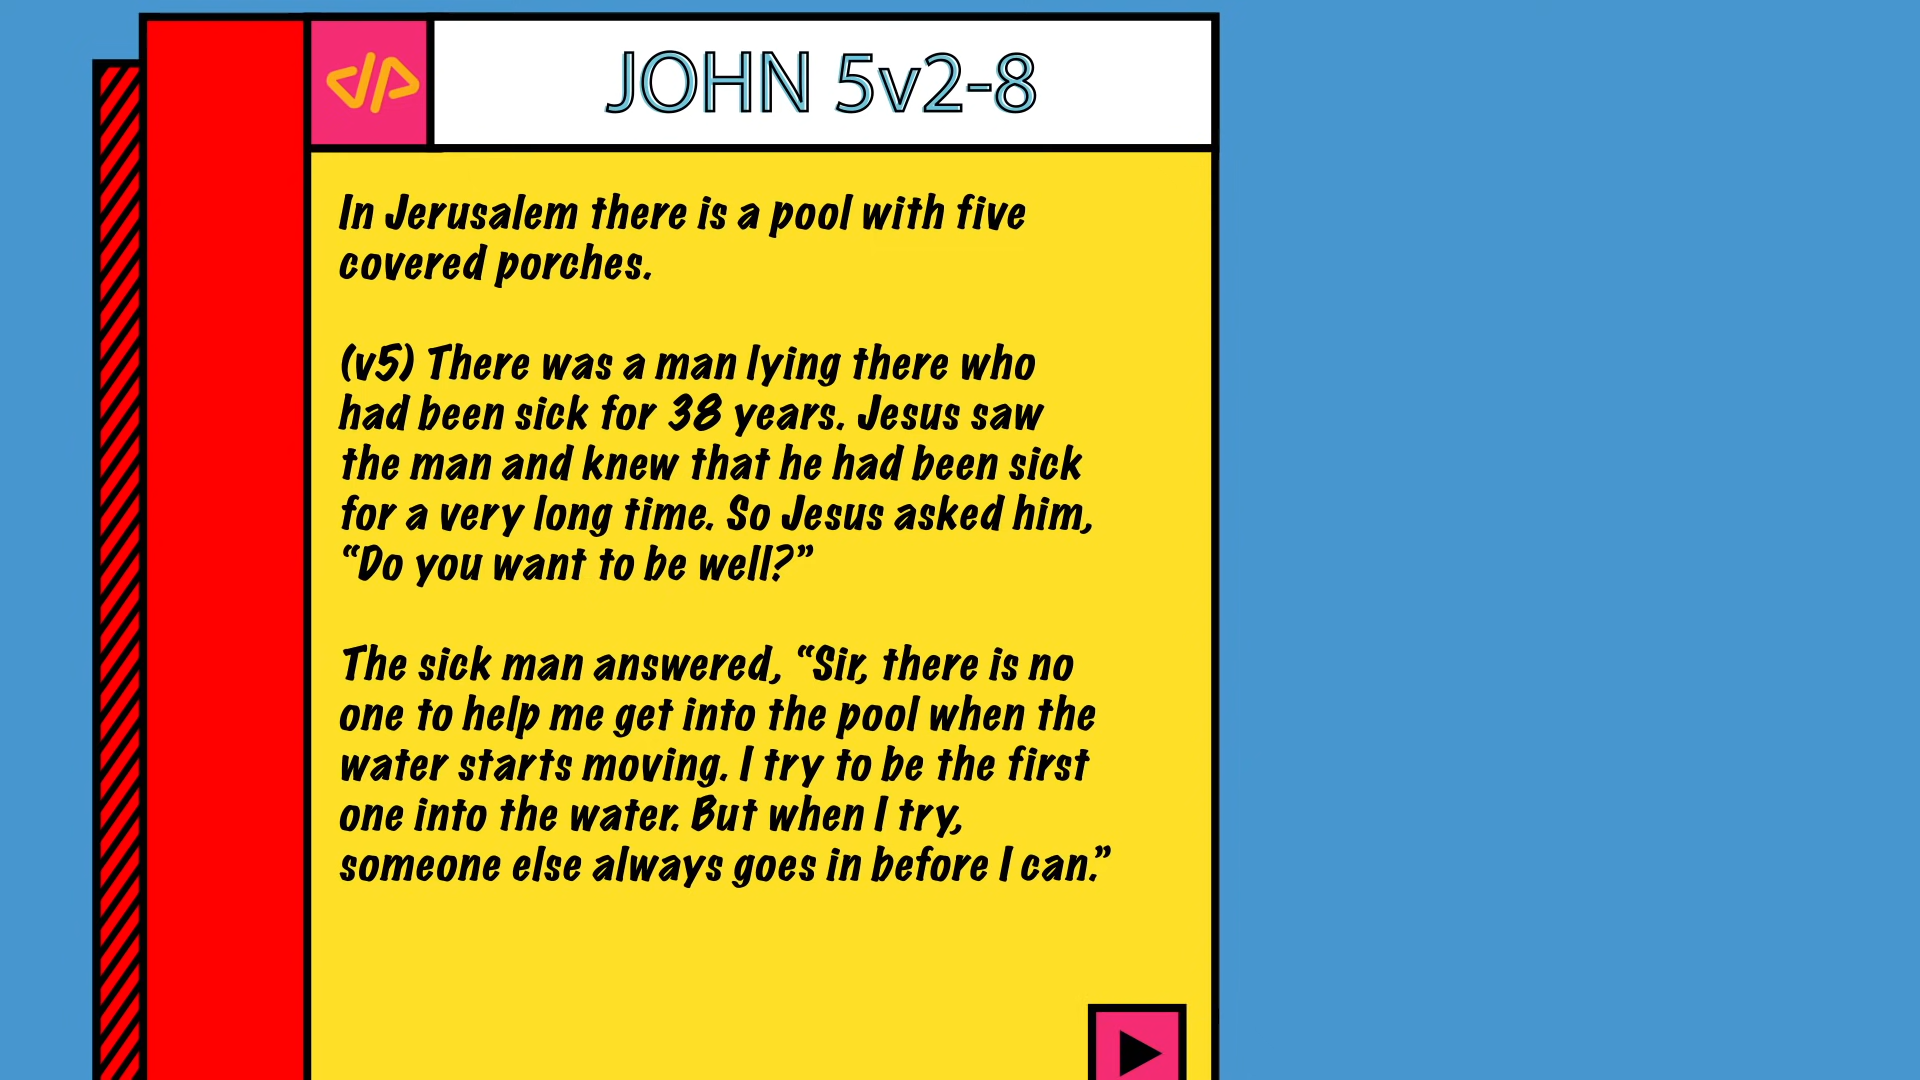 JOHN 5v2-8
In Jerusalem there is a pool with five
covered porches.
(v5) There was a man lying there who
had been sick for 38 years. Jesus saw
the man and knew that he had been sick
for a very long time. So Jesus asked him,
“Do you want to be well?”
The sick man answered, “Sir, there is no
one to help me get into the pool when the
water starts moving. I try to be the first
one into the water. But when I try,
someone else always goes in before I can.”